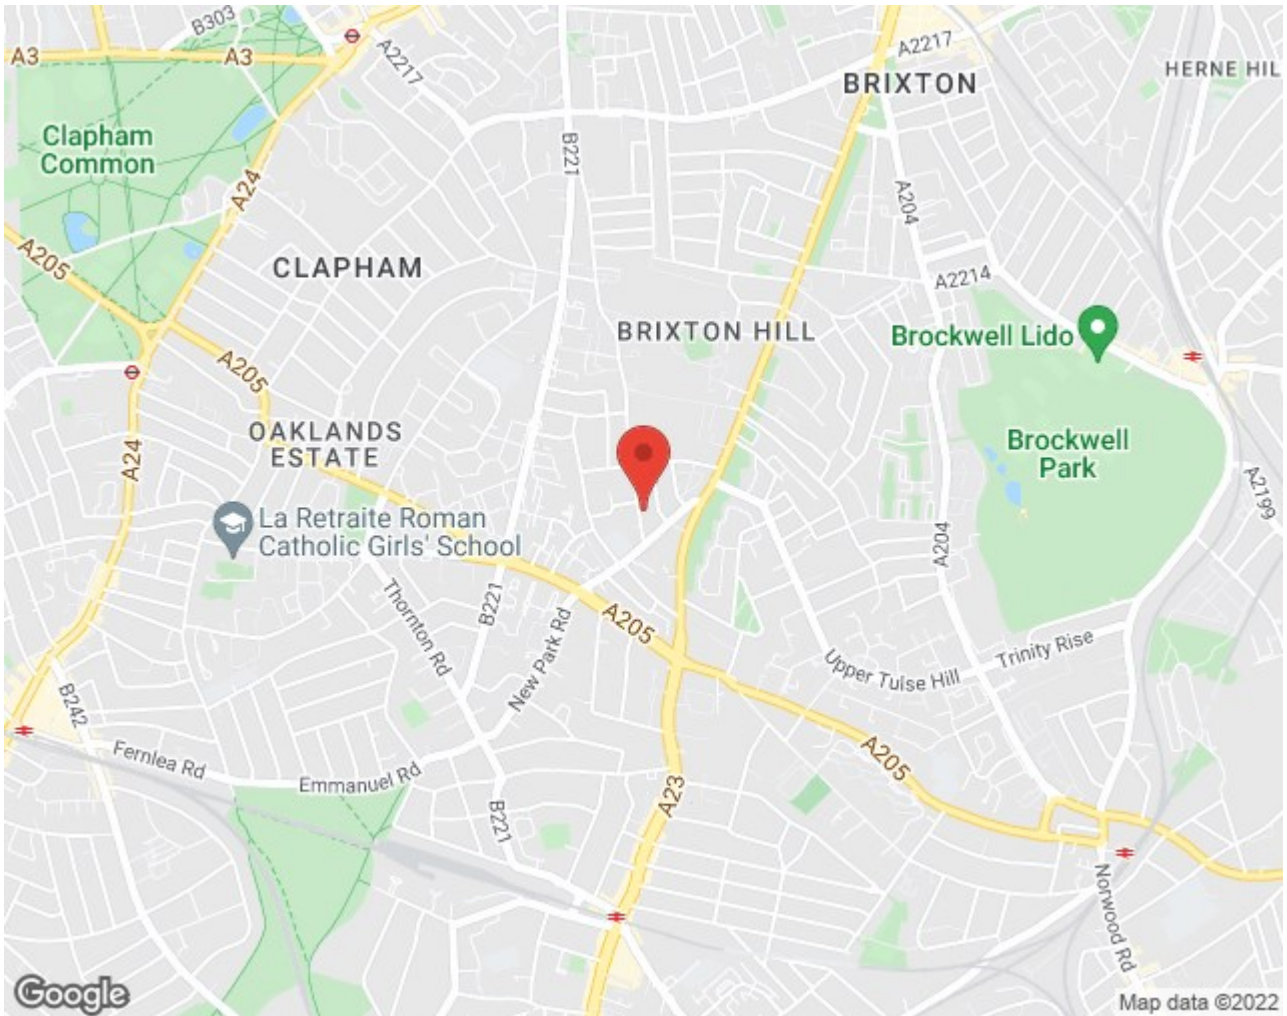 B303
A3
A3
A2217
A2217
BRIXTON
HERNE HIL
Clapham
Common
B221
A24
A204
A205
CLAPHAM
A2214
BRIXTON HILL
Brockwell Lido
A205
OAKLANDS
ESTATE
A24
Brockwell
Park
A2199
La Retraite Roman
Catholic Girls' School
A204
Thornton Rd
B221
New Park Rd
A205
Trinity Rise
Upper Tulse Hill
B242
Fernlea Rd
Emmanuel Rd
A205
A23
B221
Norwood Rd
Google
Map data ©2022